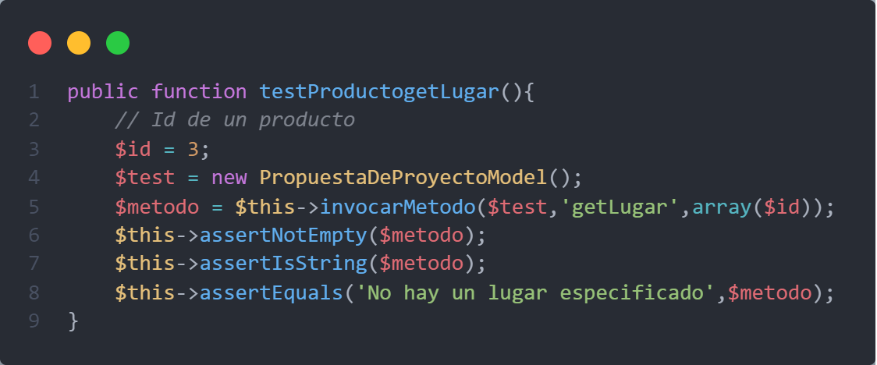 1 public function testProductogetLugar(){
2 // Id de un producto
3 $id = 3;
4 $test = new PropuestaDeProyectoModel();
5 $metodo = $this->invocarMetodo($test,'getLugar',array($id));
6 $this->assertNotEmpty($metodo);
7 $this->assertIsString($metodo);
8 $this->assertEquals('No hay un lugar especificado',$metodo);
9 }